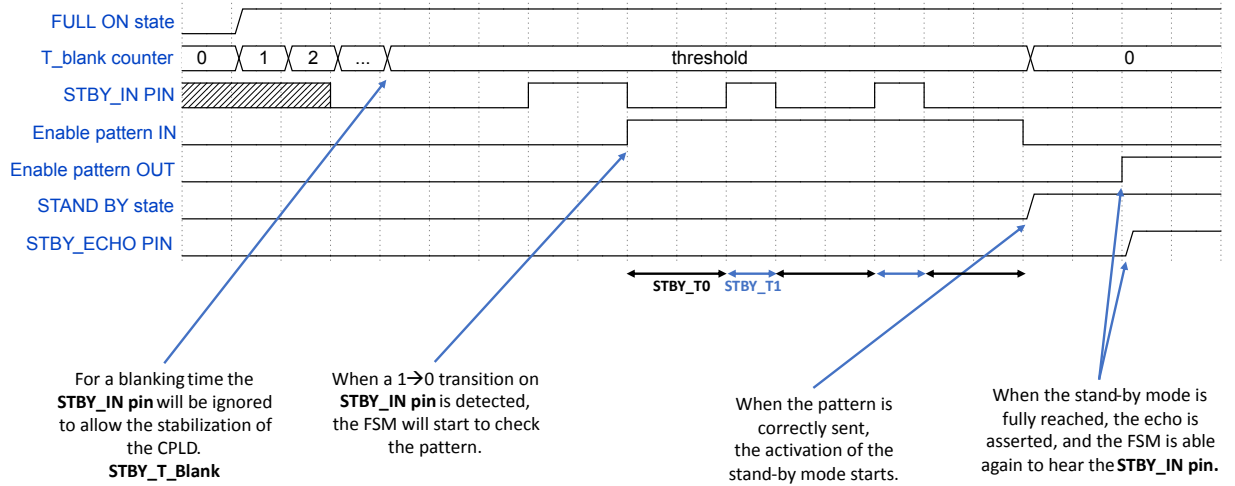 FULL ON state
T_blank counter 0 1 2 ... threshold 0
STBY_IN PIN
Enable pattern IN
Enable pattern OUT
STAND BY state
STBY_ECHO PIN
STBY_T0 STBY_T1
For a blanking time the
STBY_IN pin will be ignored
to allow the stabilization of
the CPLD.
STBY_T_Blank
When a 1→0 transition on
STBY_IN pin is detected,
the FSM will start to check
the pattern.
When the pattern is
correctly sent,
the activation of the
stand-by mode starts.
When the stand-by mode is
fully reached, the echo is
asserted, and the FSM is able
again to hear the STBY_IN pin.